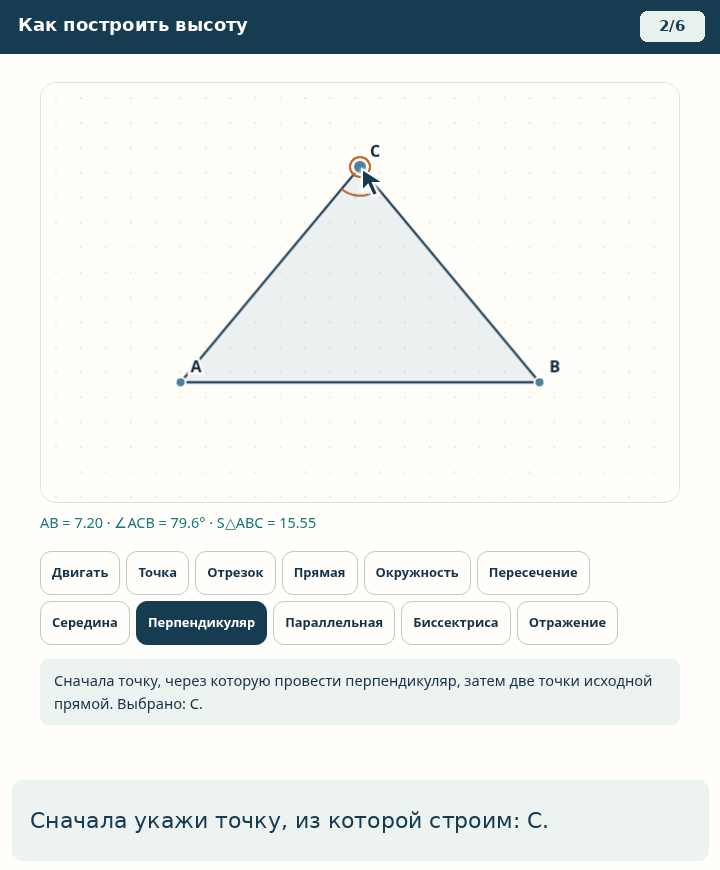 Как построить высоту
2/6
C
A
B
AB = 7.20 · ∠ACB = 79.6° · S△ABC = 15.55
Двигать
Точка
Отрезок
Прямая
Окружность
Пересечение
Середина
Перпендикуляр
Параллельная
Биссектриса
Отражение
Сначала точку, через которую провести перпендикуляр, затем две точки исходной
прямой. Выбрано: C.
Сначала укажи точку, из которой строим: C.